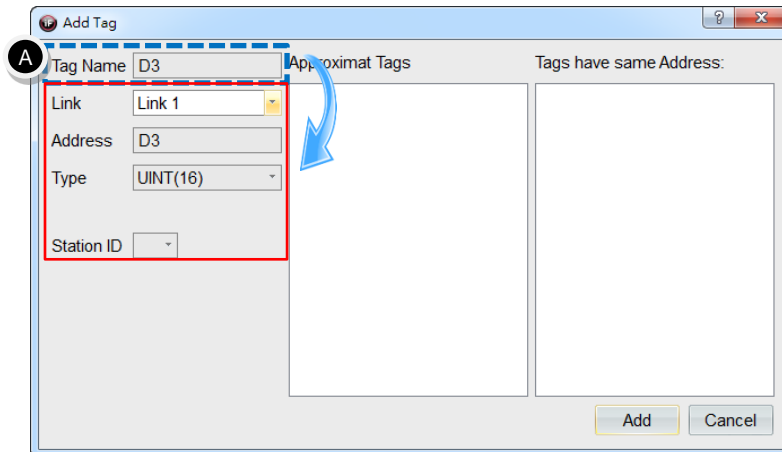 iF Add Tag
A
Tag Name D3
Link Link 1
Address D3
Type UINT(16)
Station ID
Approximat Tags
Tags have same Address:
Add Cancel